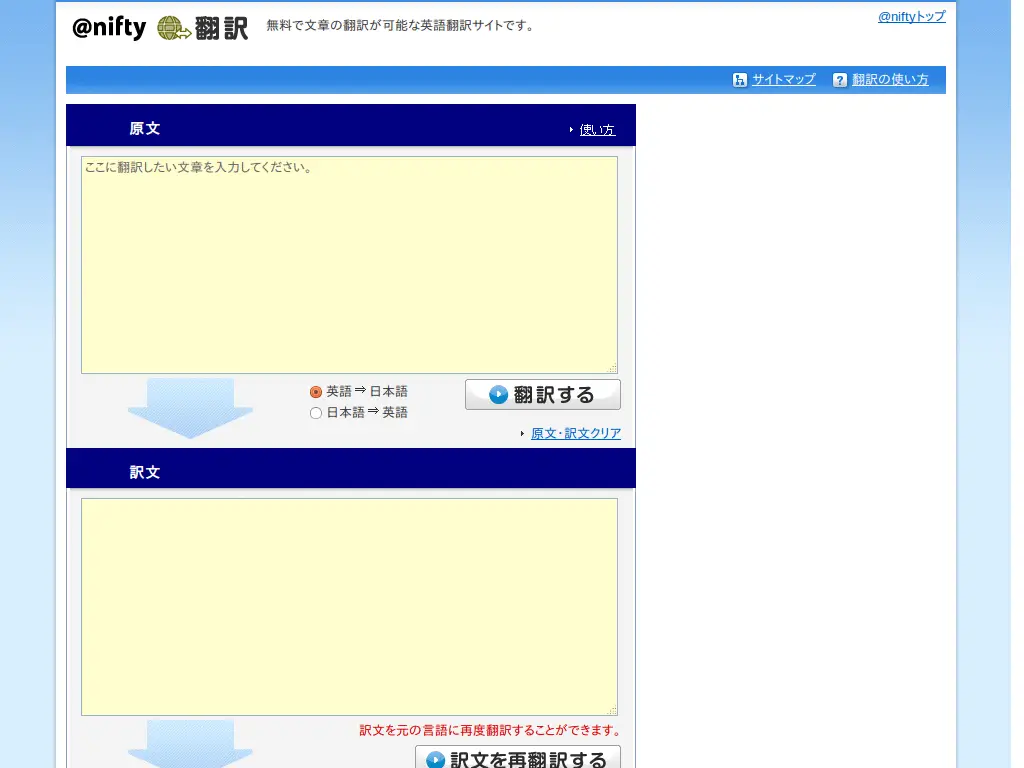 @nifty 翻訳 無料で文章の翻訳が可能な英語翻訳サイトです。
@niftyトップ
サイトマップ ? 翻訳の使い方
原文 使い方
ここに翻訳したい文章を入力してください。
英語⇒日本語
翻訳する
日本語⇒英語
原文・訳文クリア
訳文
訳文を元の言語に再度翻訳することができます。
訳文を再翻訳する